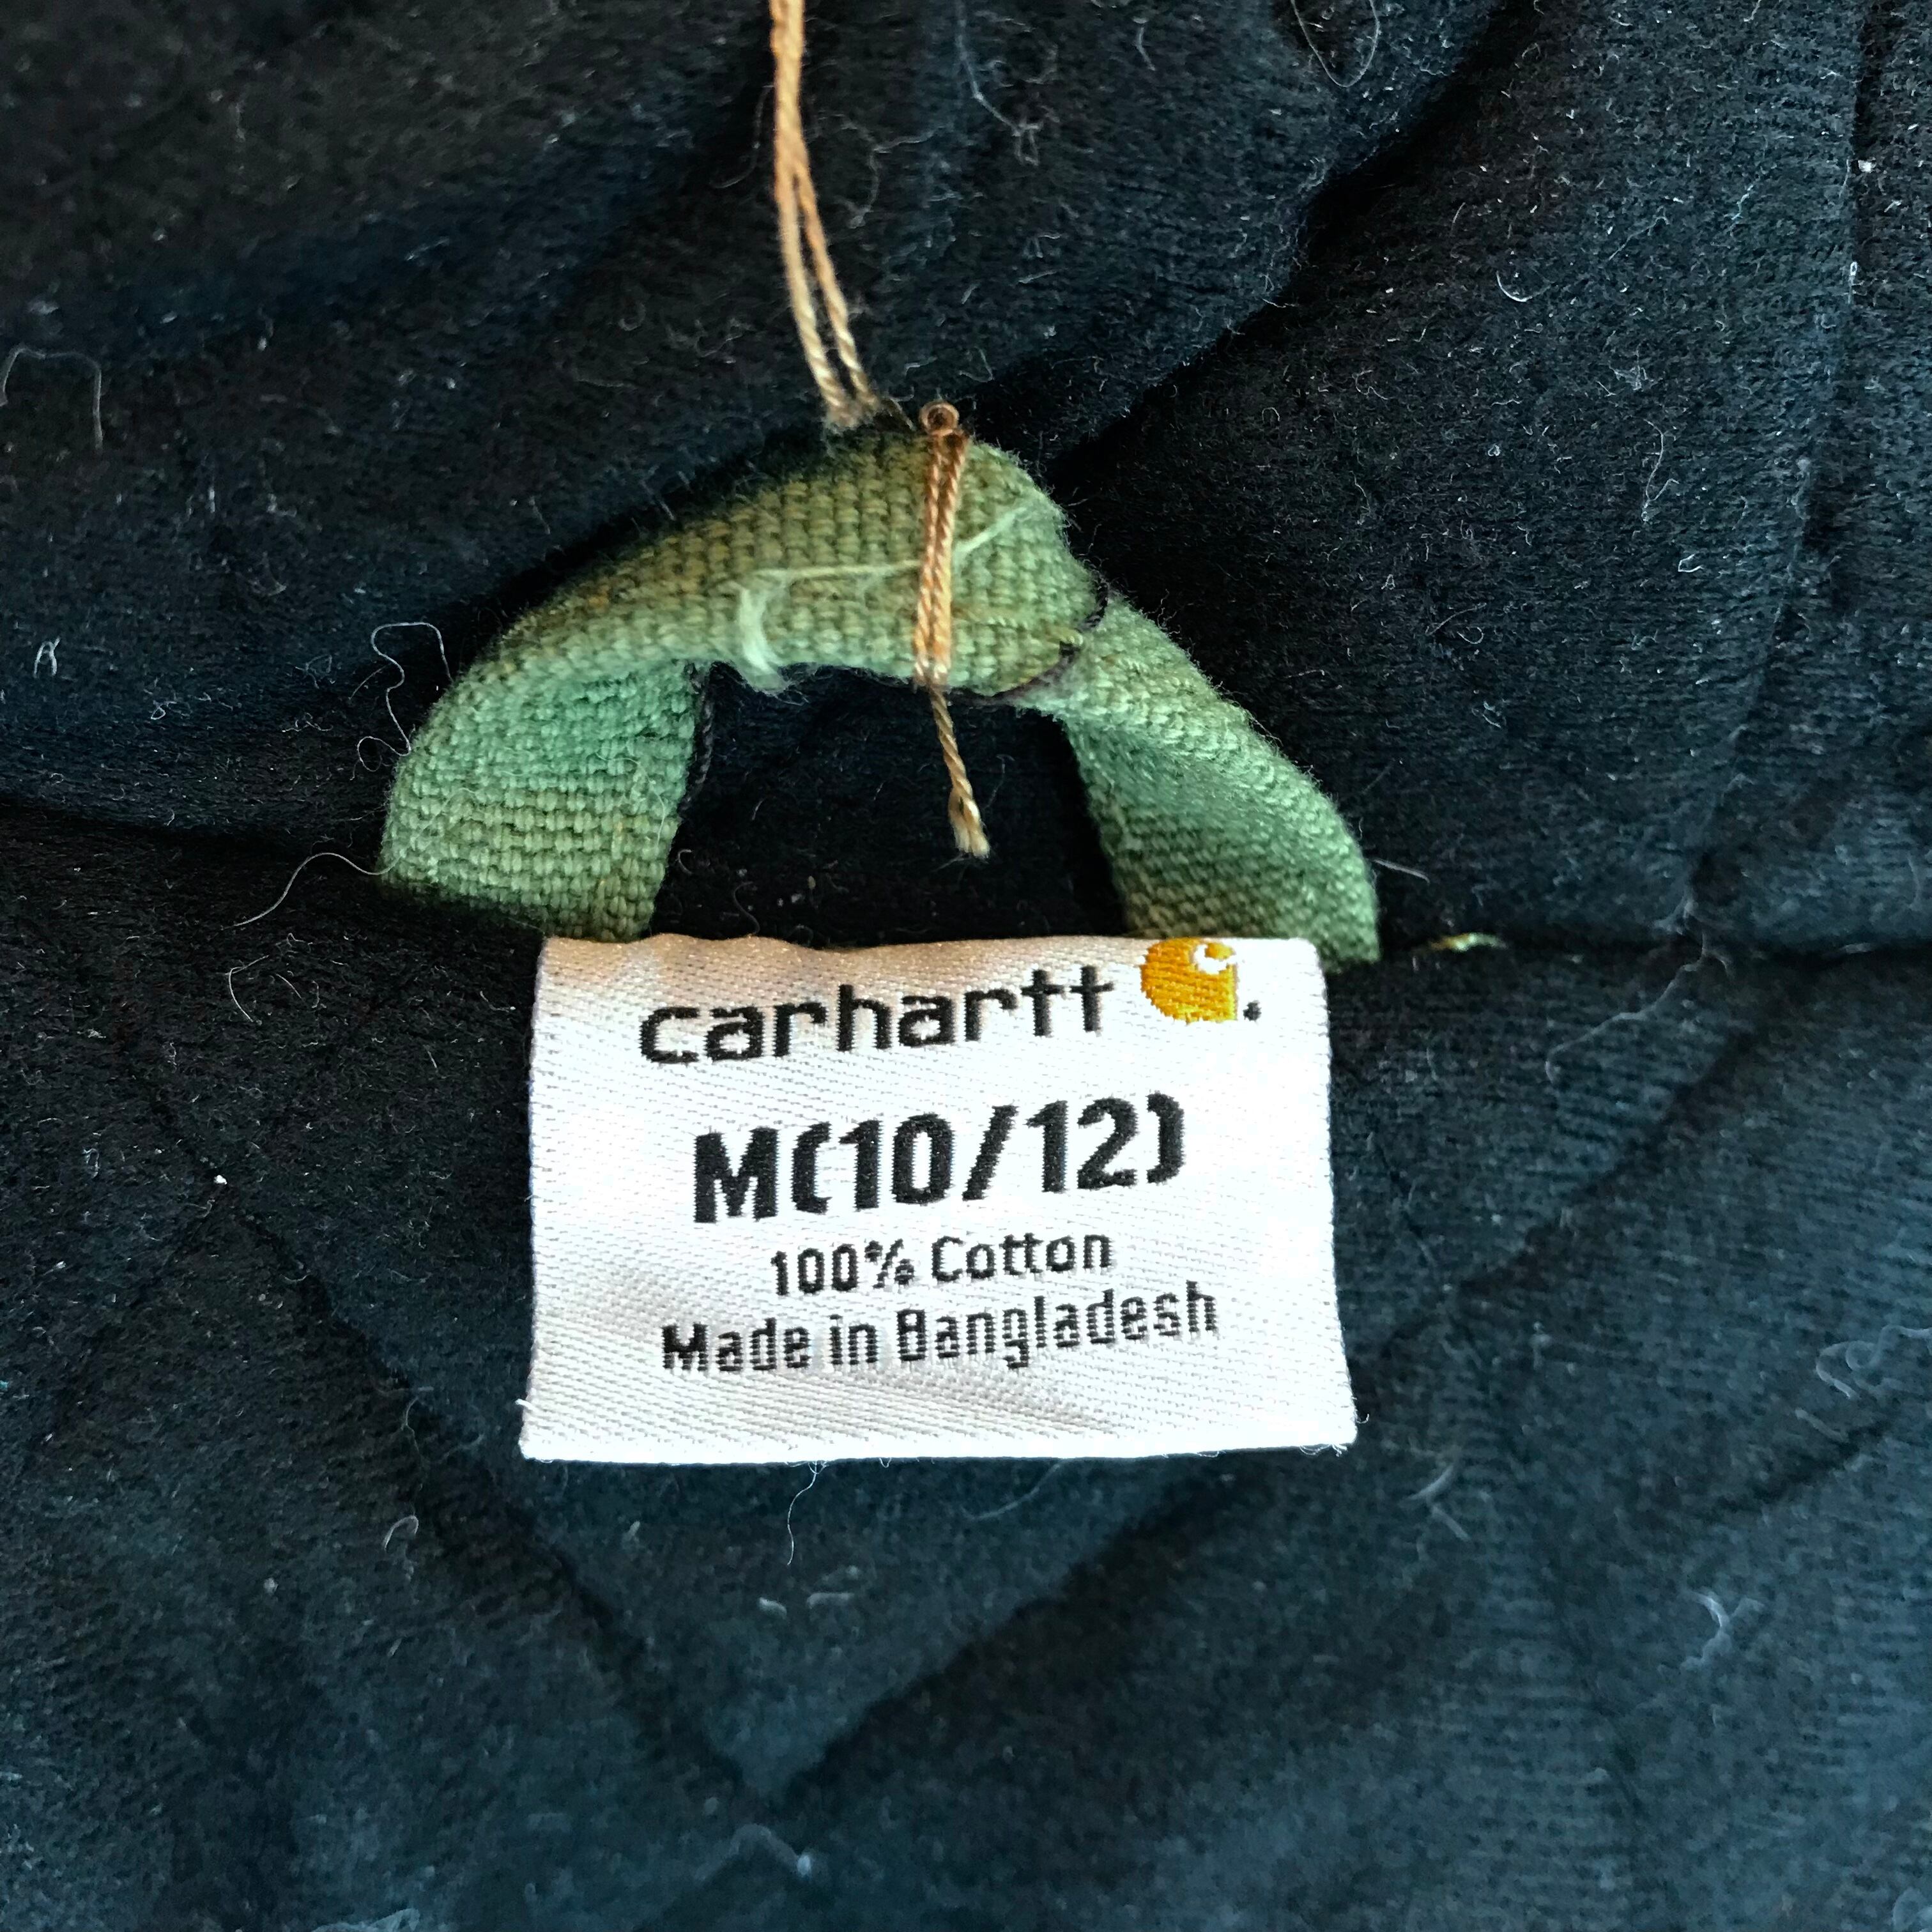 carhartt
M(10/12)
100% Cotton
Made in Bangladesh